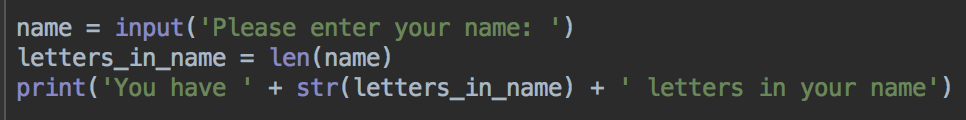 name = input('Please enter your name: ')
letters_in_name = len(name)
print('You have ' + str(letters_in_name) + ' letters in your name')